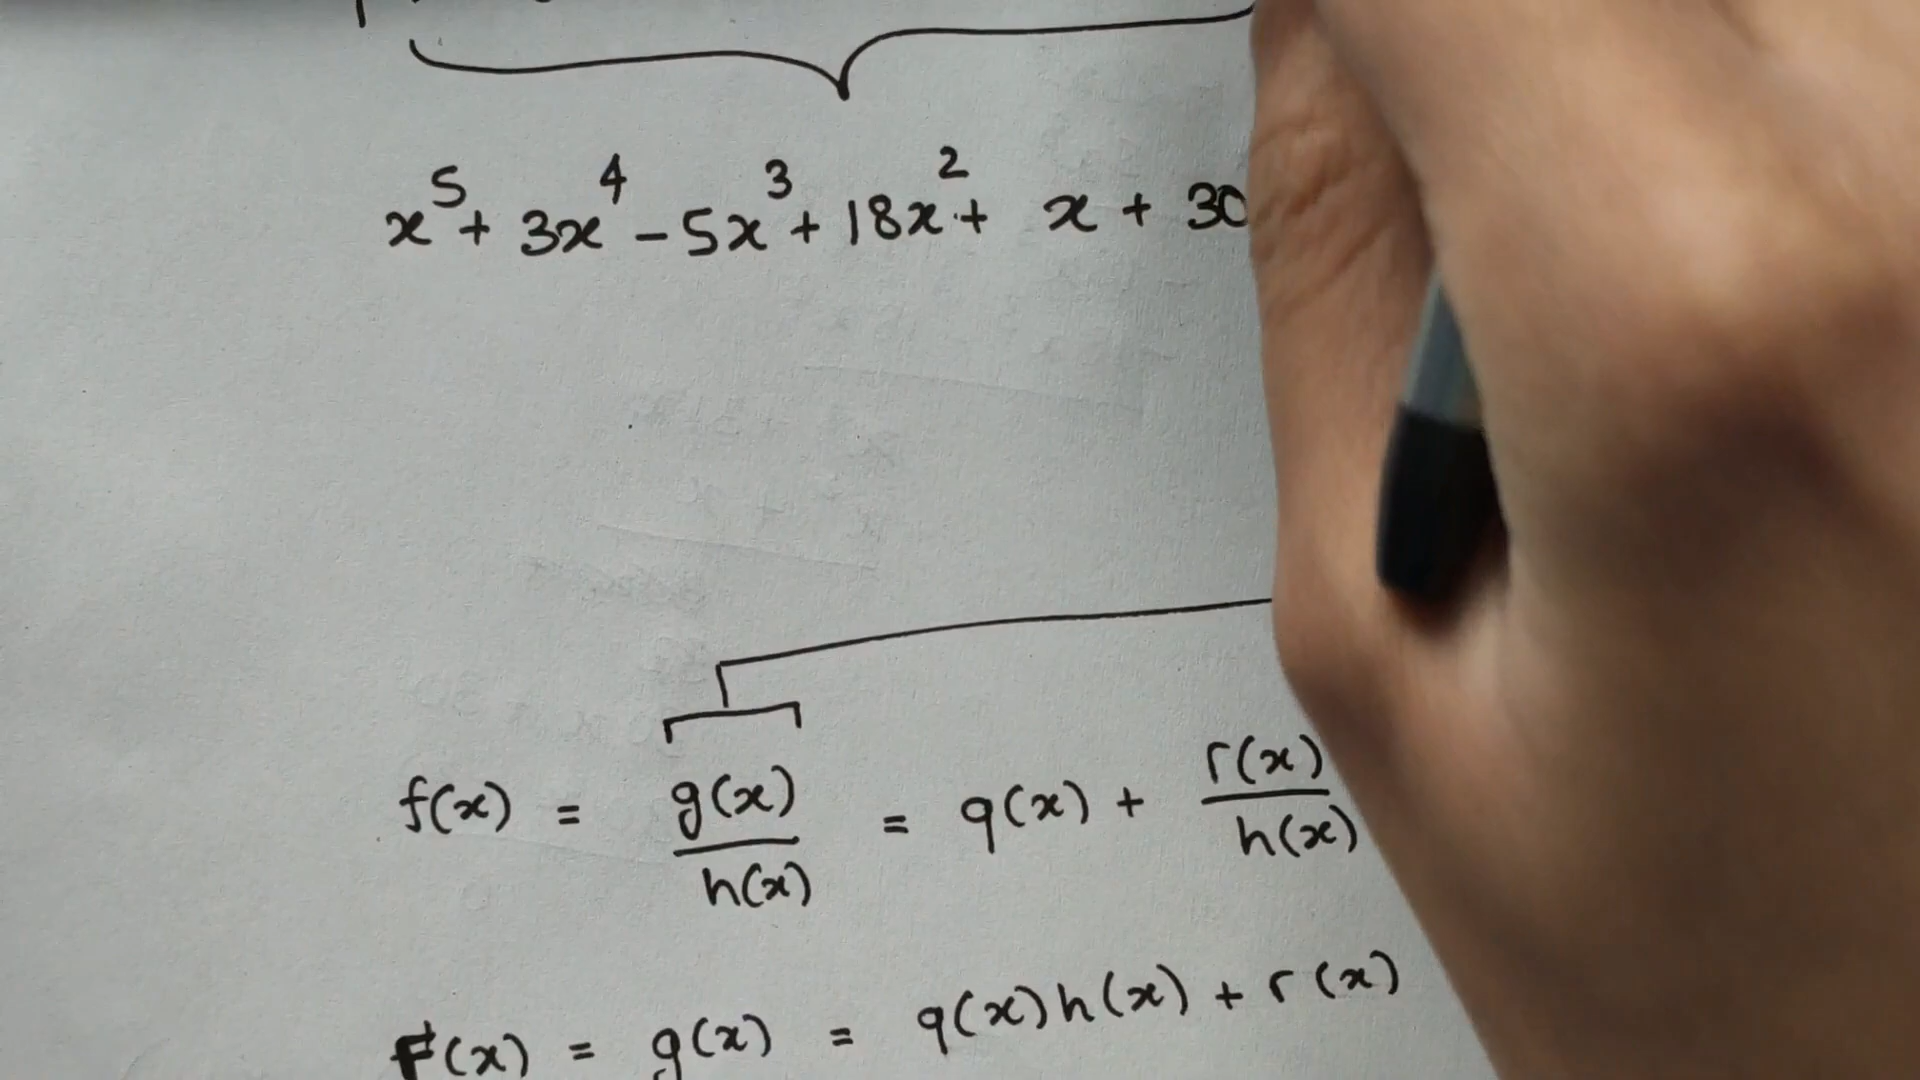 x⁵ + 3x⁴ - 5x³ + 18x² + x + 30
f(x) = g(x)/h(x) = q(x) + r(x)/h(x)
F(x) = g(x) = q(x)h(x) + r(x)